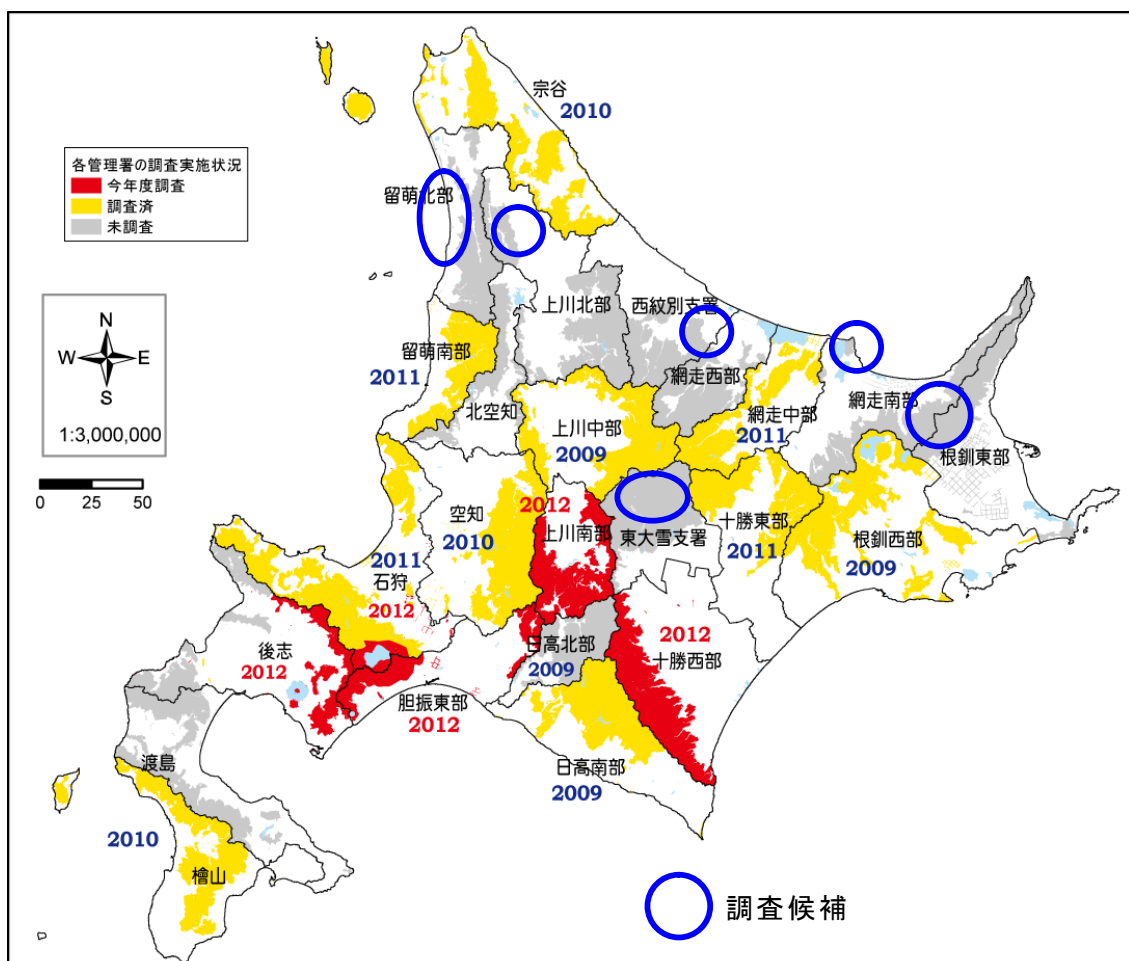 宗谷
2010
各管理署の調査実施状況
今年度調査
調査済
未調査
留萌北部
N
W
E
S
1:3,000,000
0 25 50
上川北部
西紋別支署
留萌南部
2011
網走西部
北空知
網走南部
網走中部
2011
上川中部
2009
根釧東部
2012
空知
2010
上川南部
東大雪支署
十勝東部
2011
根釧西部
2009
2011
石狩
2012
2012
十勝西部
後志
2012
日高北部
2009
胆振東部
2012
渡島
日高南部
2009
2010
檜山
調査候補